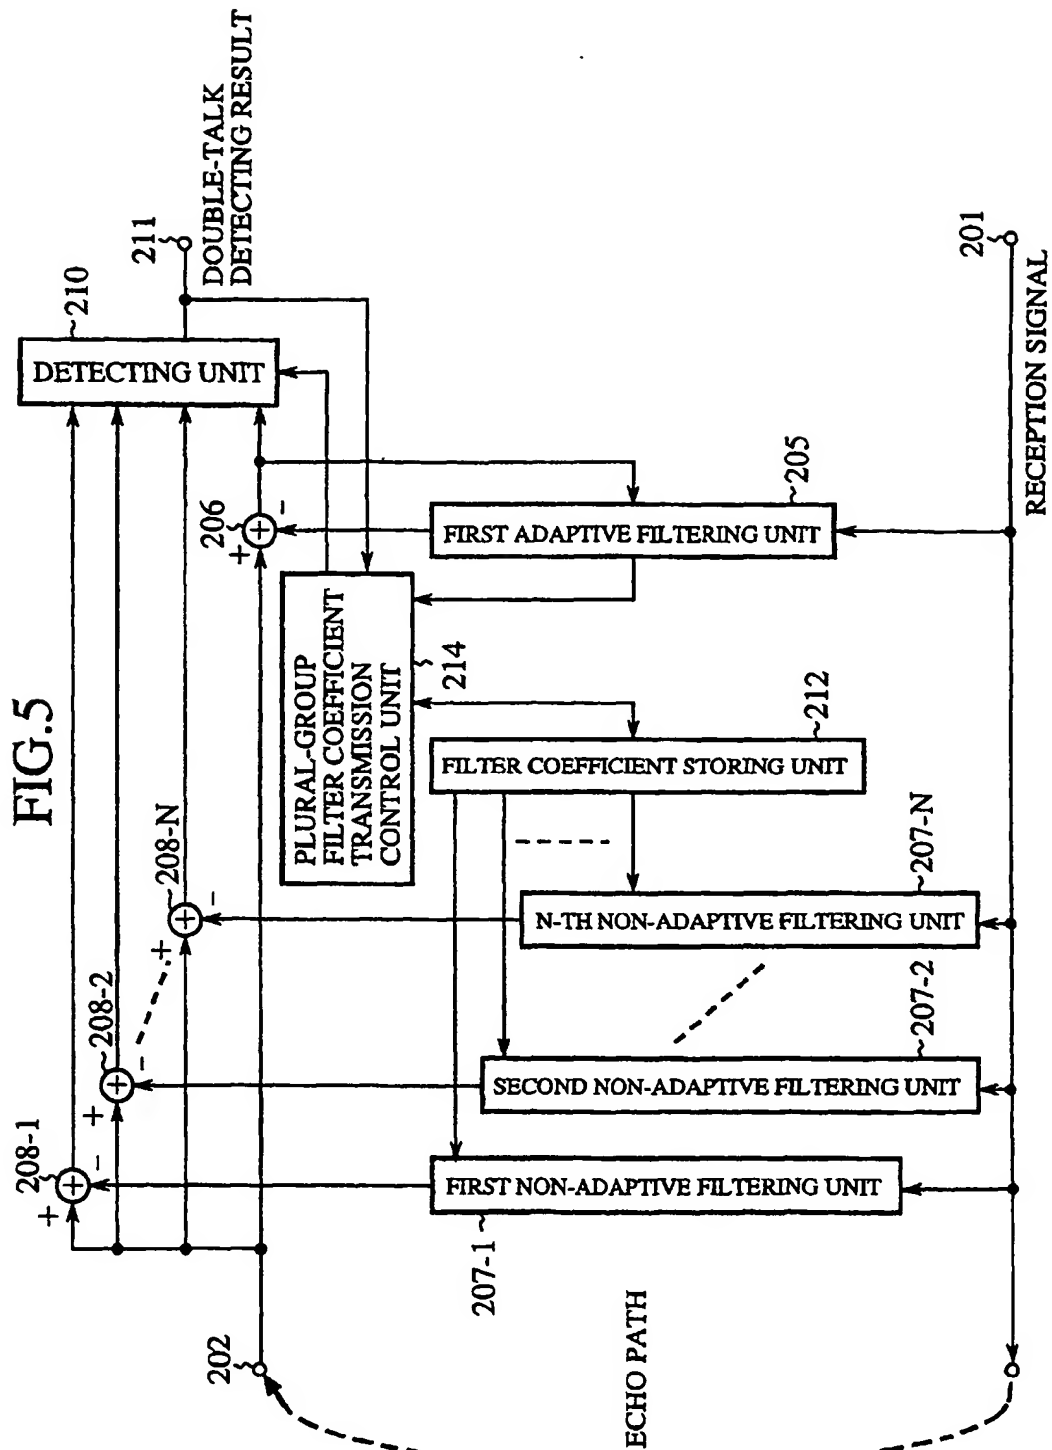 FIG.5
208-1
+
-
208-2
+
-
208-N
+
-
206
+
-
DETECTING UNIT
210
211
DOUBLE-TALK
DETECTING RESULT
202
PLURAL-GROUP
FILTER COEFFICIENT
TRANSMISSION
CONTROL UNIT
214
FIRST ADAPTIVE FILTERING UNIT
205
FILTER COEFFICIENT STORING UNIT
212
N-TH NON-ADAPTIVE FILTERING UNIT
207-N
SECOND NON-ADAPTIVE FILTERING UNIT
207-2
FIRST NON-ADAPTIVE FILTERING UNIT
207-1
ECHO PATH
201
RECEPTION SIGNAL